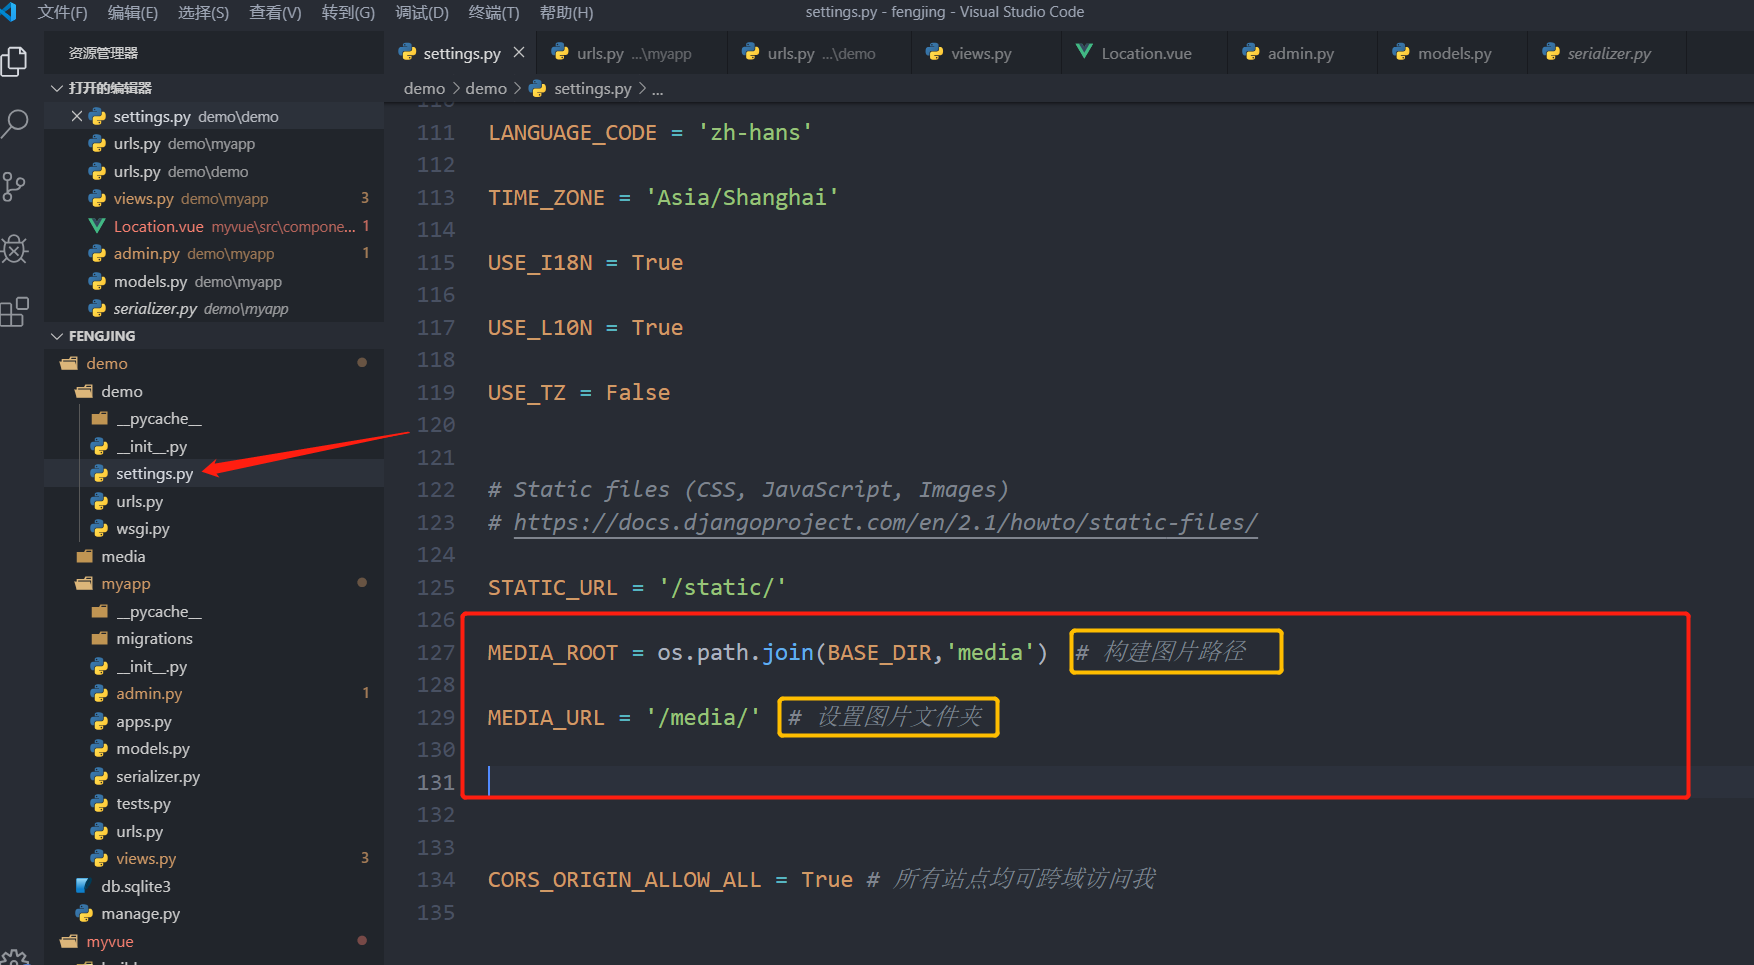 文件(F) 编辑(E) 选择(S) 查看(V) 转到(G) 调试(D) 终端(T) 帮助(H) settings.py - fengjing - Visual Studio Code
资源管理器
settings.py urls.py ...\myapp urls.py ...\demo views.py Location.vue admin.py models.py serializer.py
打开的编辑器
settings.py demo\demo
urls.py demo\myapp
urls.py demo\demo
views.py demo\myapp 3
Location.vue myvue\src\compone... 1
admin.py demo\myapp 1
models.py demo\myapp
serializer.py demo\myapp
FENGJING
demo
demo
__pycache__
__init__.py
settings.py
urls.py
wsgi.py
media
myapp
__pycache__
migrations
__init__.py
admin.py 1
apps.py
models.py
serializer.py
tests.py
urls.py
views.py 3
db.sqlite3
manage.py
myvue
demo > demo > settings.py > ...
110
111 LANGUAGE_CODE = 'zh-hans'
112
113 TIME_ZONE = 'Asia/Shanghai'
114
115 USE_I18N = True
116
117 USE_L10N = True
118
119 USE_TZ = False
120
121
122 # Static files (CSS, JavaScript, Images)
123 # https://docs.djangoproject.com/en/2.1/howto/static-files/
124
125 STATIC_URL = '/static/'
126
127 MEDIA_ROOT = os.path.join(BASE_DIR,'media') # 构建图片路径
128
129 MEDIA_URL = '/media/' # 设置图片文件夹
130
131
132
133
134 CORS_ORIGIN_ALLOW_ALL = True # 所有站点均可跨域访问我
135